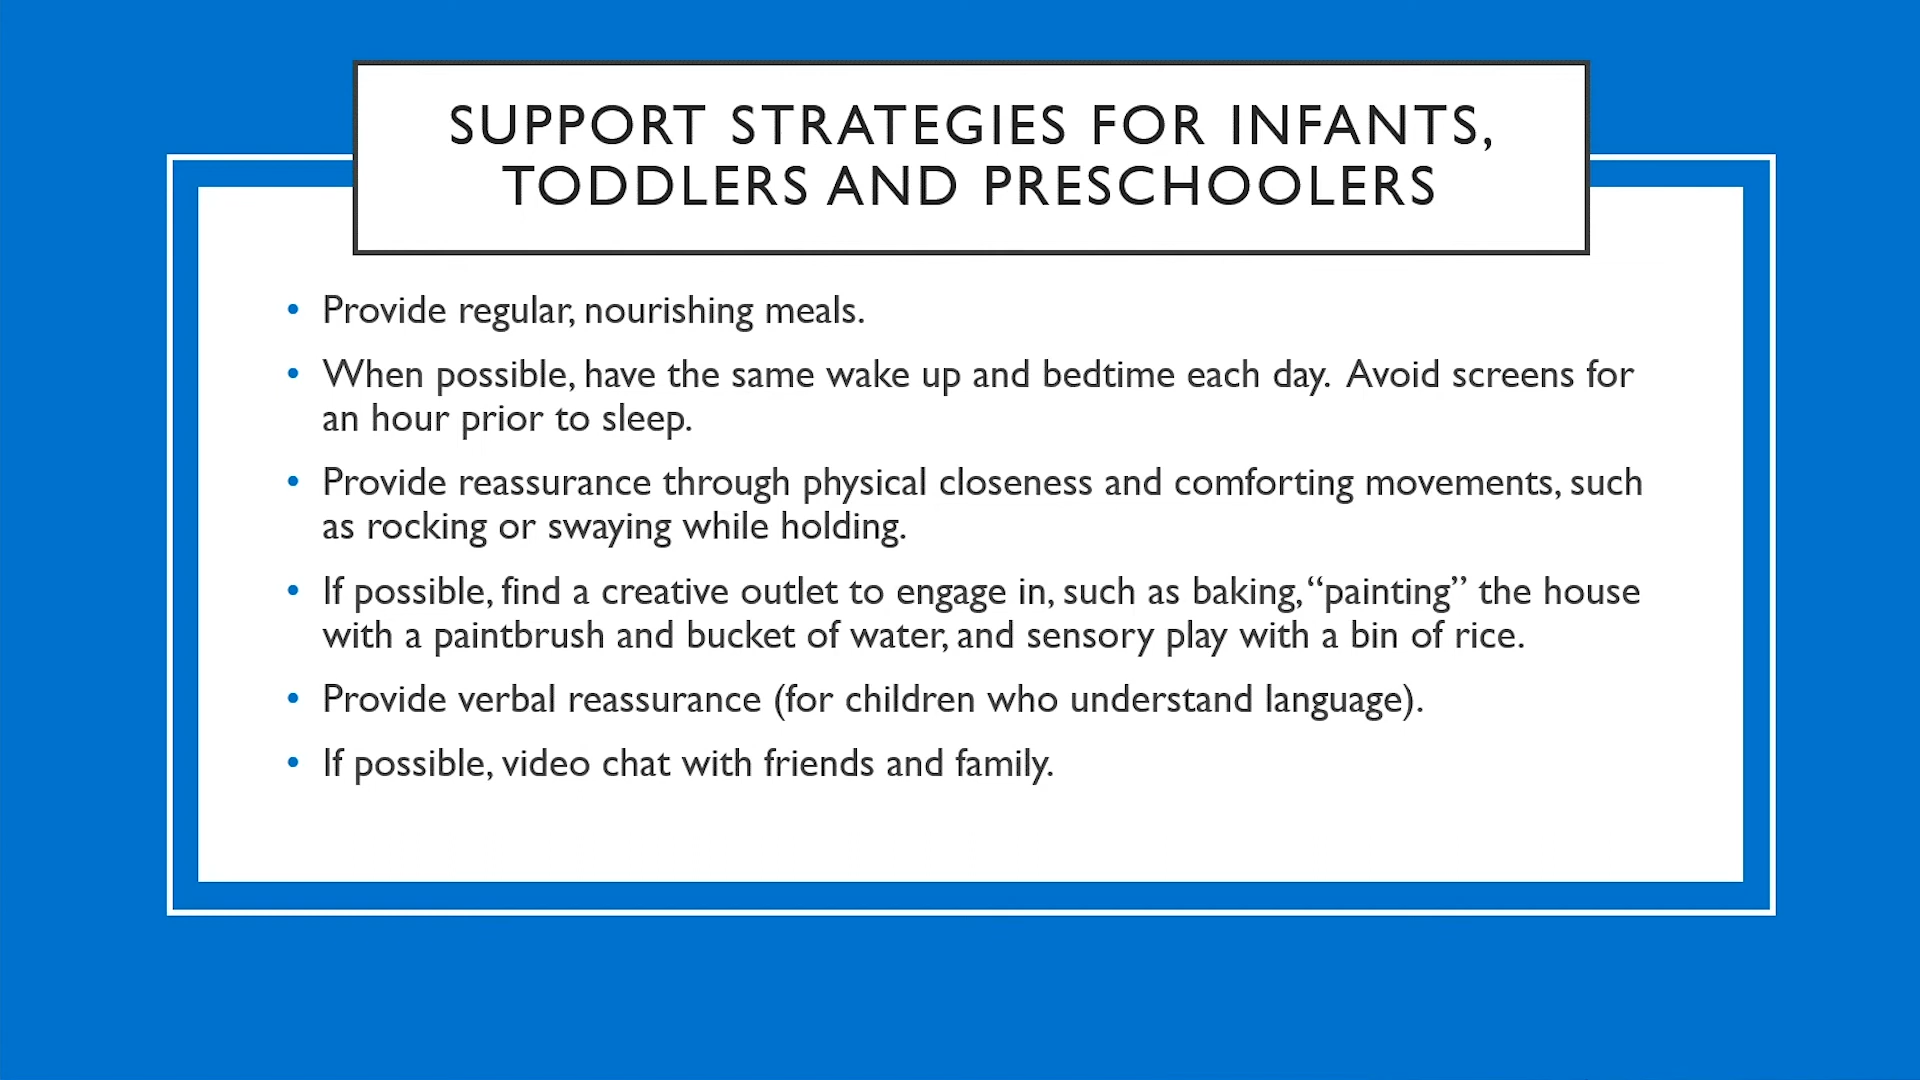 SUPPORT STRATEGIES FOR INFANTS,
TODDLERS AND PRESCHOOLERS
• Provide regular, nourishing meals.
• When possible, have the same wake up and bedtime each day. Avoid screens for
an hour prior to sleep.
• Provide reassurance through physical closeness and comforting movements, such
as rocking or swaying while holding.
• If possible, find a creative outlet to engage in, such as baking, “painting” the house
with a paintbrush and bucket of water, and sensory play with a bin of rice.
• Provide verbal reassurance (for children who understand language).
• If possible, video chat with friends and family.